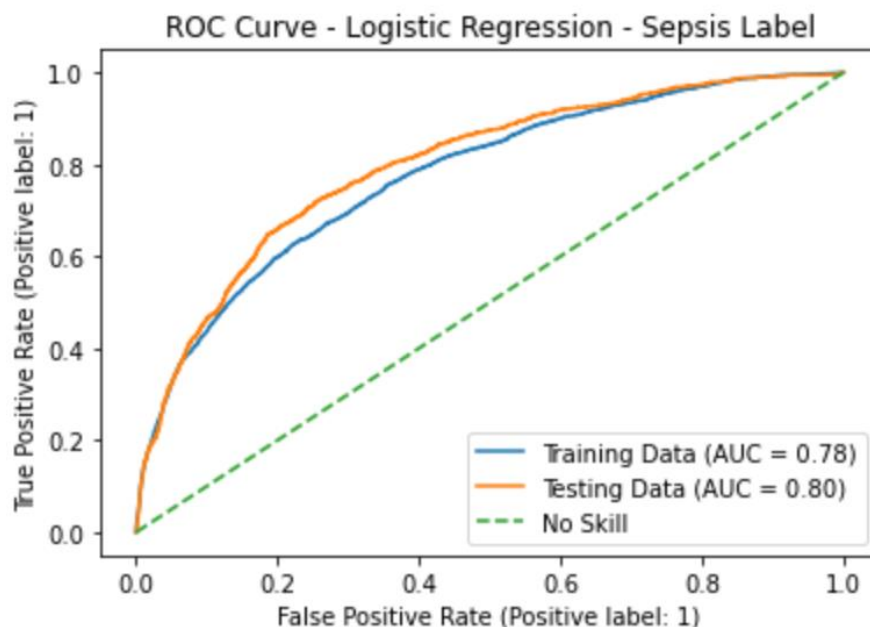 ROC Curve - Logistic Regression - Sepsis Label
True Positive Rate (Positive label: 1)
1.0
0.8
0.6
0.4
0.2
0.0
Training Data (AUC = 0.78)
Testing Data (AUC = 0.80)
No Skill
0.0 0.2 0.4 0.6 0.8 1.0
False Positive Rate (Positive label: 1)